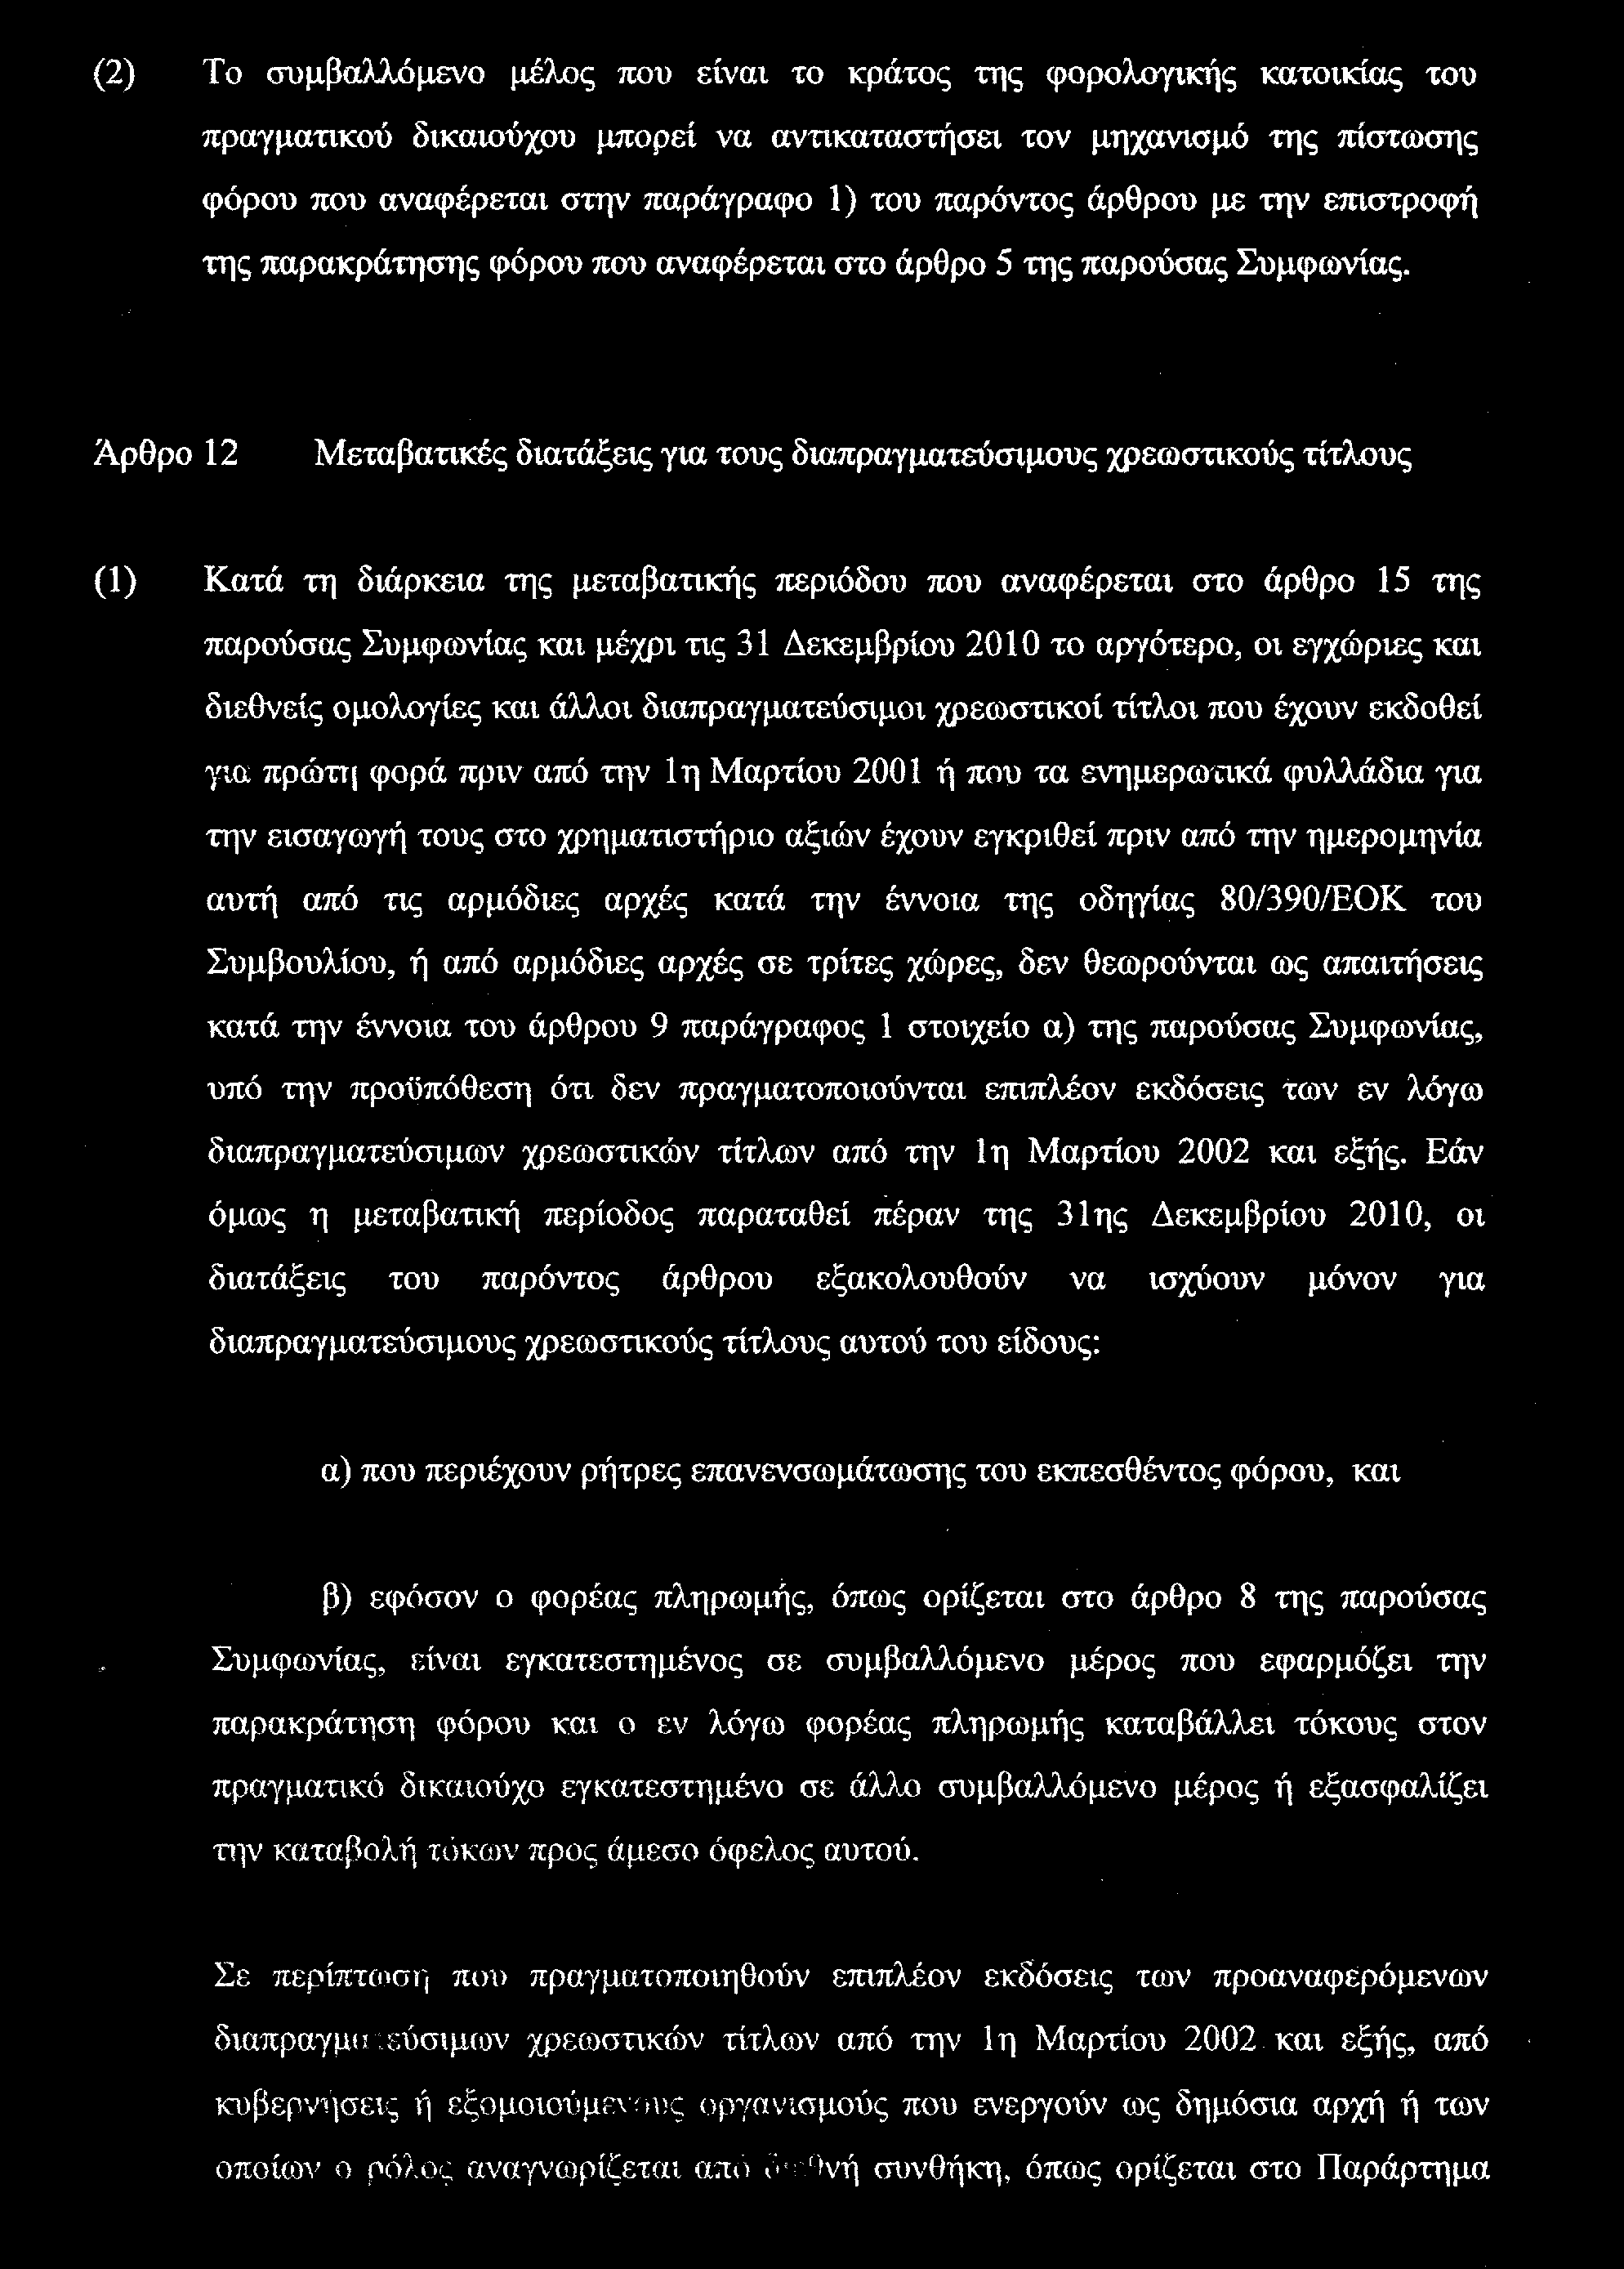 (2) Το συμβαλλόμενο μέλος που είναι το κράτος της φορολογικής κατοικίας του
πραγματικού δικαιούχου μπορεί να αντικαταστήσει τον μηχανισμό της πίστωσης
φόρου που αναφέρεται στην παράγραφο 1) του παρόντος άρθρου με την επιστροφή
της παρακράτησης φόρου που αναφέρεται στο άρθρο 5 της παρούσας Συμφωνίας.
Άρθρο 12 Μεταβατικές διατάξεις για τους διαπραγματεύσιμους χρεωστικούς τίτλους
(1) Κατά τη διάρκεια της μεταβατικής περιόδου που αναφέρεται στο άρθρο 15 της
παρούσας Συμφωνίας και μέχρι τις 31 Δεκεμβρίου 2010 το αργότερο, οι εγχώριες και
διεθνείς ομολογίες και άλλοι διαπραγματεύσιμοι χρεωστικοί τίτλοι που έχουν εκδοθεί
για πρώτη φορά πριν από την 1η Μαρτίου 2001 ή που τα ενημερωτικά φυλλάδια για
την εισαγωγή τους στο χρηματιστήριο αξιών έχουν εγκριθεί πριν από την ημερομηνία
αυτή από τις αρμόδιες αρχές κατά την έννοια της οδηγίας 80/390/ΕΟΚ του
Συμβουλίου, ή από αρμόδιες αρχές σε τρίτες χώρες, δεν θεωρούνται ως απαιτήσεις
κατά την έννοια του άρθρου 9 παράγραφος 1 στοιχείο α) της παρούσας Συμφωνίας,
υπό την προϋπόθεση ότι δεν πραγματοποιούνται επιπλέον εκδόσεις των εν λόγω
διαπραγματεύσιμων χρεωστικών τίτλων από την 1η Μαρτίου 2002 και εξής. Εάν
όμως η μεταβατική περίοδος παραταθεί πέραν της 31ης Δεκεμβρίου 2010, οι
διατάξεις του παρόντος άρθρου εξακολουθούν να ισχύουν μόνον για
διαπραγματεύσιμους χρεωστικούς τίτλους αυτού του είδους:
α) που περιέχουν ρήτρες επανενσωμάτωσης του εκπεσθέντος φόρου, και
β) εφόσον ο φορέας πληρωμής, όπως ορίζεται στο άρθρο 8 της παρούσας
Συμφωνίας, είναι εγκατεστημένος σε συμβαλλόμενο μέρος που εφαρμόζει την
παρακράτηση φόρου και ο εν λόγω φορέας πληρωμής καταβάλλει τόκους στον
πραγματικό δικαιούχο εγκατεστημένο σε άλλο συμβαλλόμενο μέρος ή εξασφαλίζει
την καταβολή τόκων προς άμεσο όφελος αυτού.
Σε περίπτωση που πραγματοποιηθούν επιπλέον εκδόσεις των προαναφερόμενων
διαπραγματεύσιμων χρεωστικών τίτλων από την 1η Μαρτίου 2002 και εξής, από
κυβερνήσεις ή εξομοιούμενους οργανισμούς που ενεργούν ως δημόσια αρχή ή των
οποίων ο ρόλος αναγνωρίζεται από διεθνή συνθήκη, όπως ορίζεται στο Παράρτημα